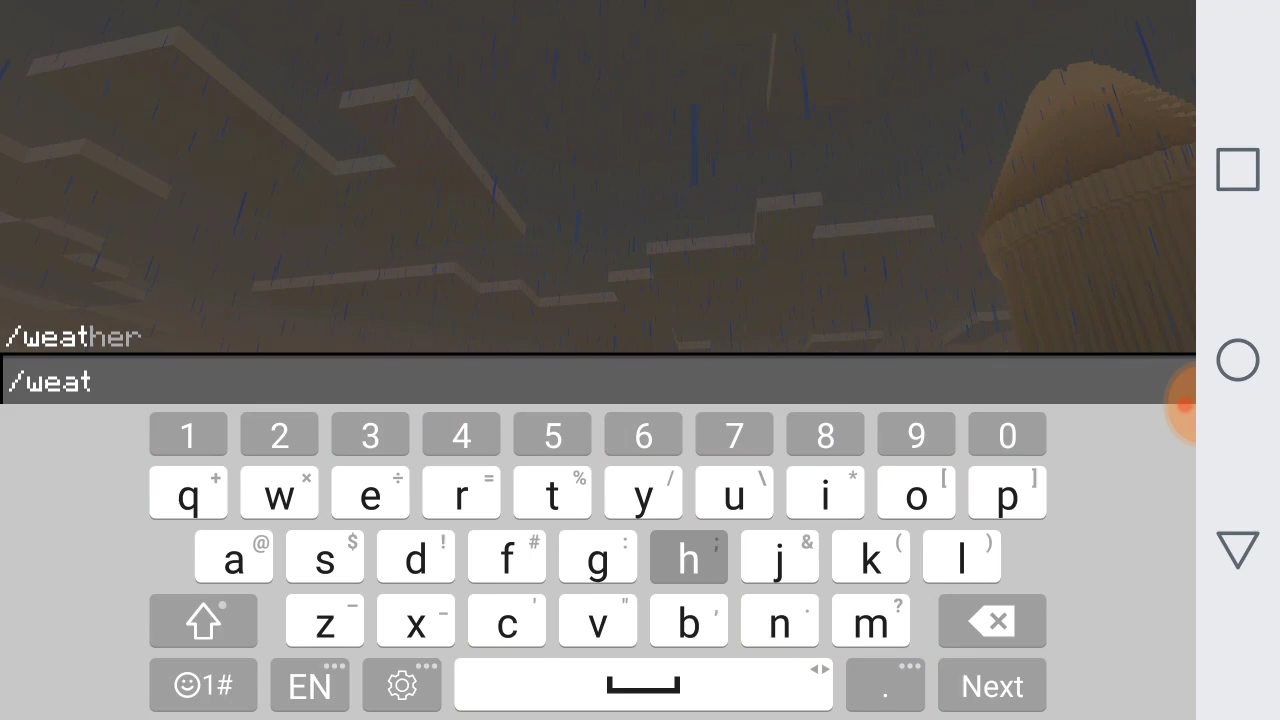 /weather
/weat
1 2 3 4 5 6 7 8 9 0
q + w × e ÷ r = t % y / u \ i * o [ p ]
a @ s $ d ! f # g : h ; j & k ( l )
z – x _ c ' v " b , n . m ?
1# EN . Next